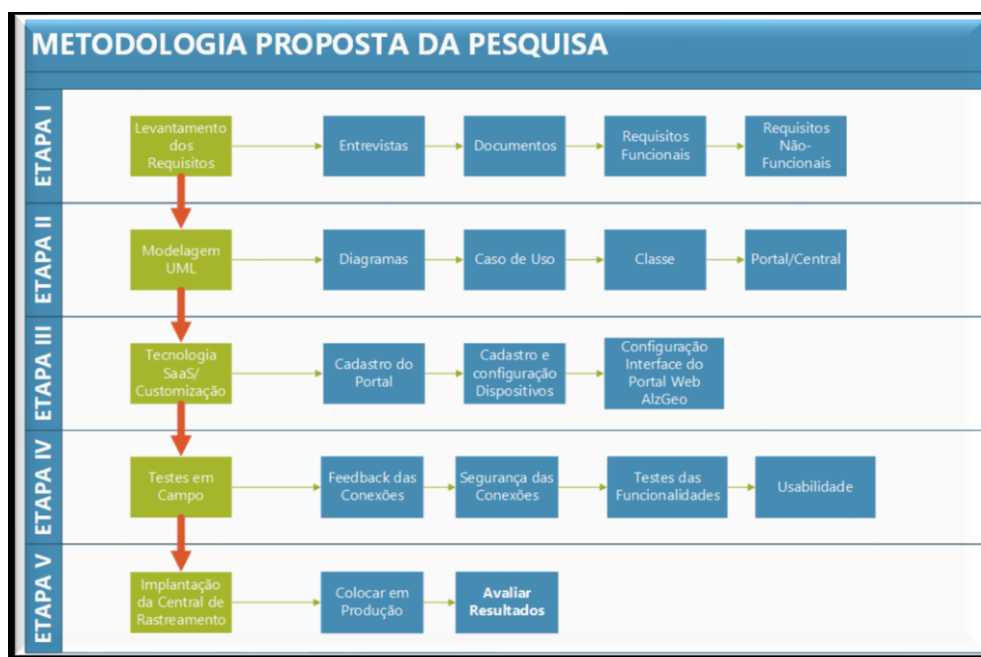 METODOLOGIA PROPOSTA DA PESQUISA
ETAPA I
Levantamento
dos
Requisitos
Entrevistas
Documentos
Requisitos
Funcionais
Requisitos
Não-
Funcionais
ETAPA II
Modelagem
UML
Diagramas
Caso de Uso
Classe
Portal/Central
ETAPA III
Tecnologia
SaaS/
Customização
Cadastro do
Portal
Cadastro e
configuração
Dispositivos
Configuração
Interface do
Portal Web
AlzGeo
ETAPA IV
Testes em
Campo
Feedback das
Conexões
Segurança das
Conexões
Testes das
Funcionalidades
Usabilidade
ETAPA V
Implantação
da Central de
Rastreamento
Colocar em
Produção
Avaliar
Resultados